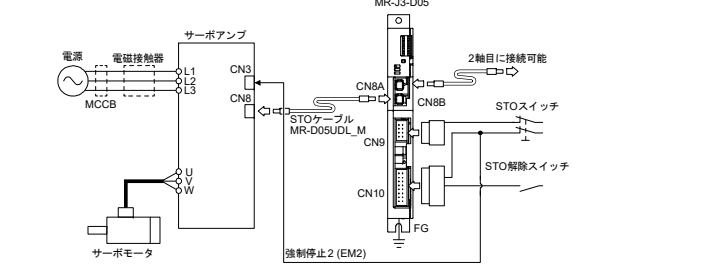 MR-J3-D05
サーボアンプ
電源
電磁接触器
L1
L2
L3
MCCB
CN3
CN8
STOケーブル
MR-D05UDL_M
CN8A
CN8B
2軸目に接続可能
STOスイッチ
CN9
STO解除スイッチ
CN10
U
V
W
FG
サーボモータ
強制停止2 (EM2)